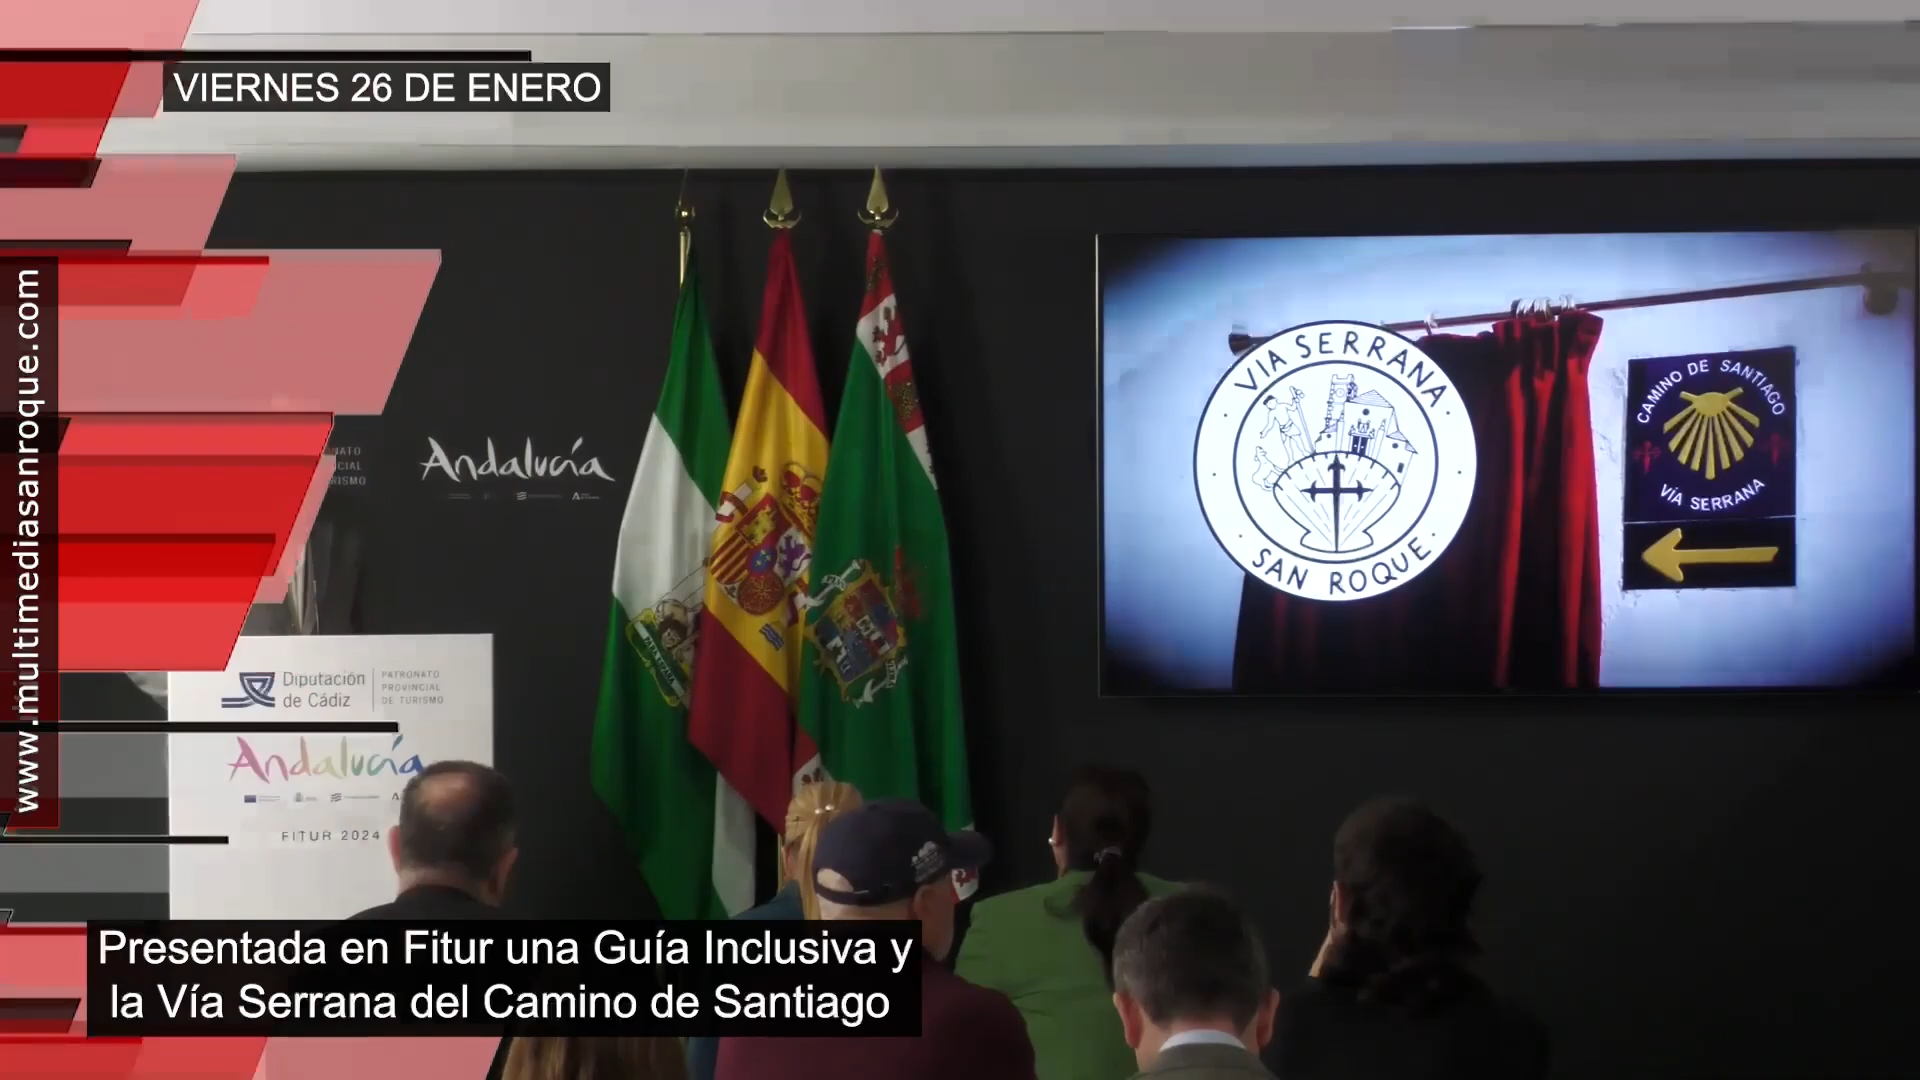 VIERNES 26 DE ENERO
www.multimediasanroque.com
Andalucía
VIA SERRANA
SAN ROQUE
CAMINO DE SANTIAGO
VÍA SERRANA
Diputación
de Cádiz
PATRONATO
PROVINCIAL
DE TURISMO
Andalucía
FITUR 2024
Presentada en Fitur una Guía Inclusiva y
la Vía Serrana del Camino de Santiago